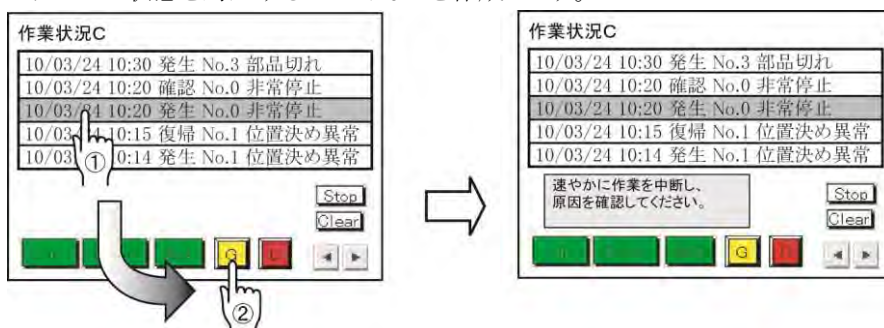 作業状況C
10/03/24 10:30 発生 No.3 部品切れ
10/03/24 10:20 確認 No.0 非常停止
10/03/24 10:20 発生 No.0 非常停止
10/03 10:15 復帰 No.1 位置決め異常
10/03 0:14 発生 No.1 位置決め異常
①
Stop
Clear
G
②
作業状況C
10/03/24 10:30 発生 No.3 部品切れ
10/03/24 10:20 確認 No.0 非常停止
10/03/24 10:20 発生 No.0 非常停止
10/03/24 10:15 復帰 No.1 位置決め異常
10/03/24 10:14 発生 No.1 位置決め異常
速やかに作業を中断し、
原因を確認してください。
Stop
Clear
G